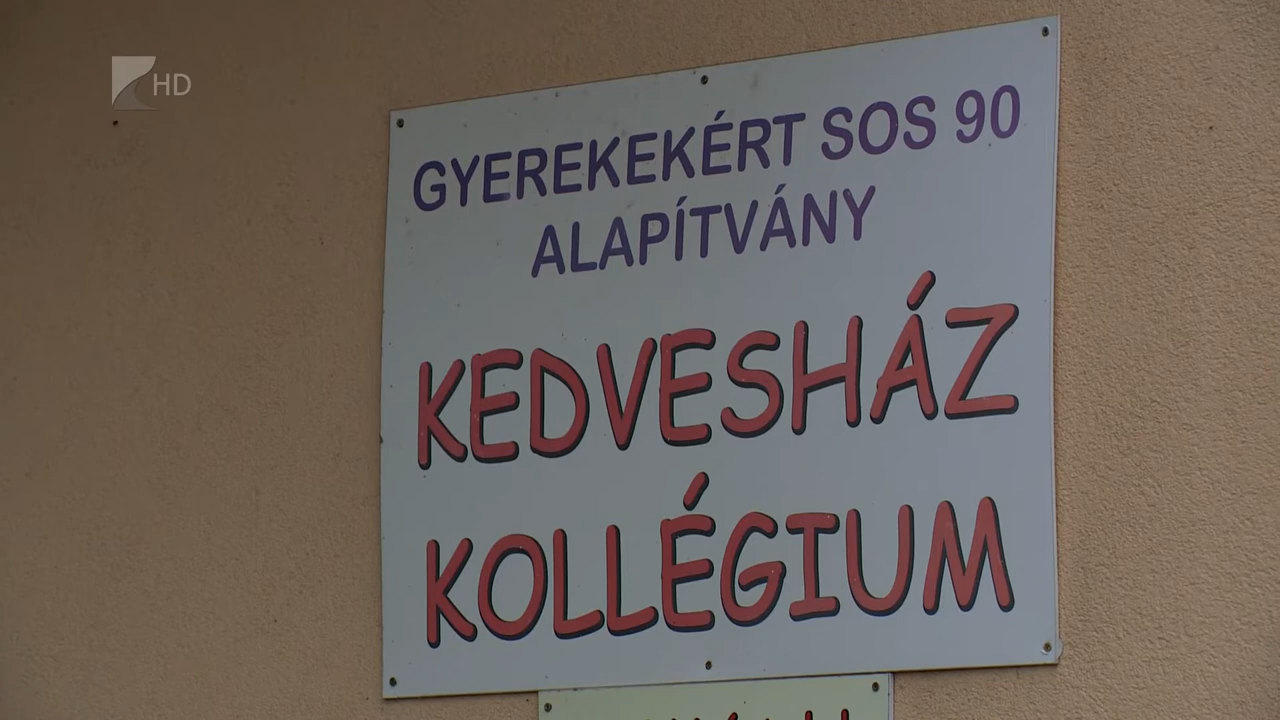 HD
GYEREKEKÉRT SOS 90
ALAPÍTVÁNY
KEDVESHÁZ
KOLLÉGIUM